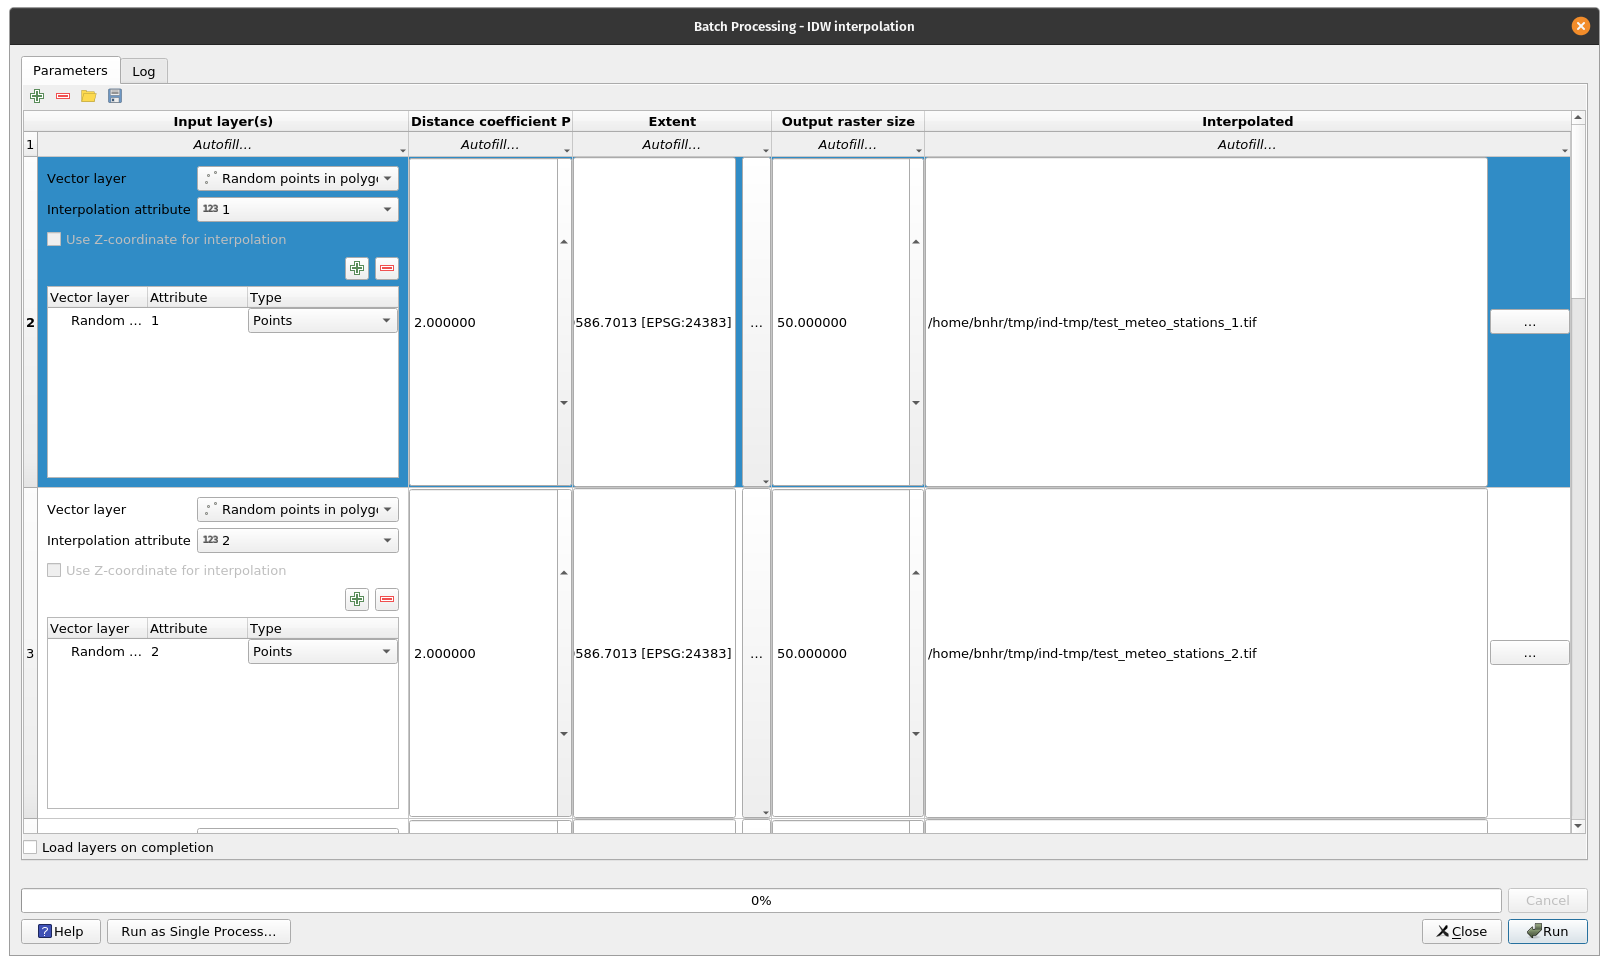 Batch Processing - IDW interpolation
Parameters Log
Input layer(s) Distance coefficient P Extent Output raster size Interpolated
1 Autofill... Autofill... Autofill... Autofill... Autofill...
Vector layer Random points in polyg
Interpolation attribute 123 1
Use Z-coordinate for interpolation
Vector layer Attribute Type
Random ... 1 Points
2 2.000000 586.7013 [EPSG:24383] ... 50.000000 /home/bnhr/tmp/ind-tmp/test_meteo_stations_1.tif ...
Vector layer Random points in polyg
Interpolation attribute 123 2
Use Z-coordinate for interpolation
Vector layer Attribute Type
Random ... 2 Points
3 2.000000 586.7013 [EPSG:24383] ... 50.000000 /home/bnhr/tmp/ind-tmp/test_meteo_stations_2.tif ...
Load layers on completion
0% Cancel
? Help Run as Single Process... Close Run